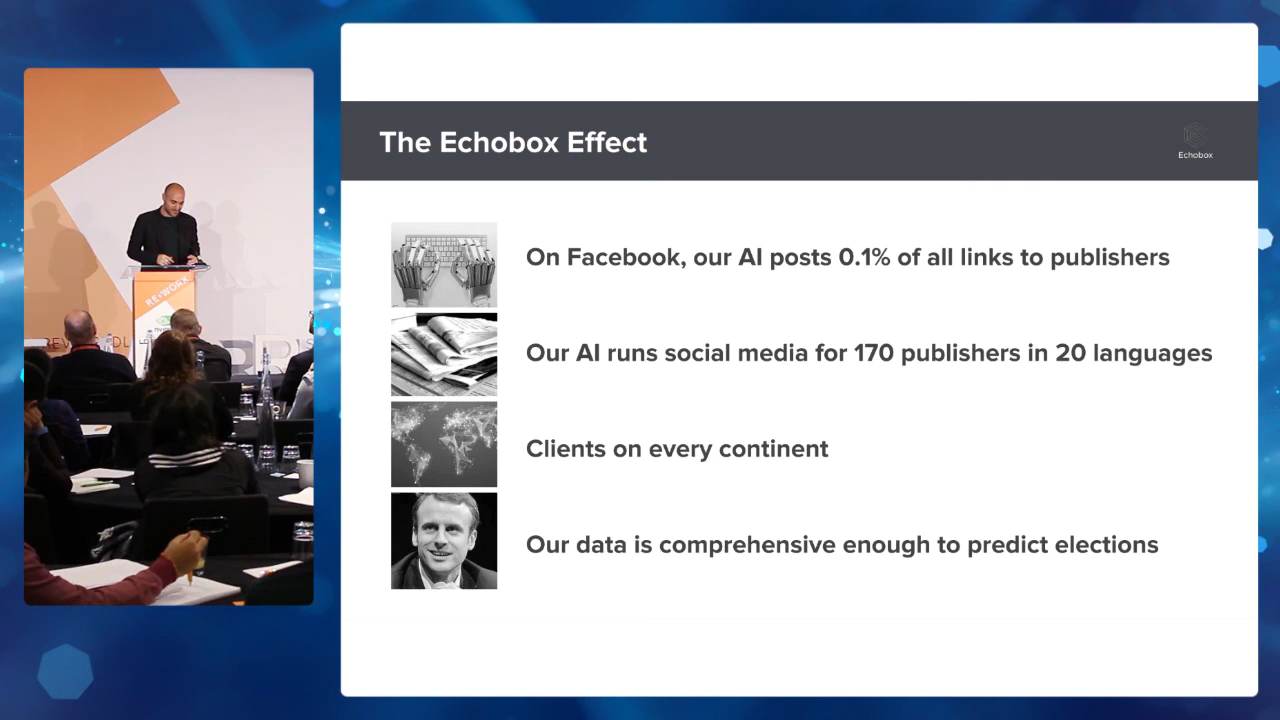 The Echobox Effect
Echobox
On Facebook, our AI posts 0.1% of all links to publishers
Our AI runs social media for 170 publishers in 20 languages
Clients on every continent
Our data is comprehensive enough to predict elections
RE•WORK